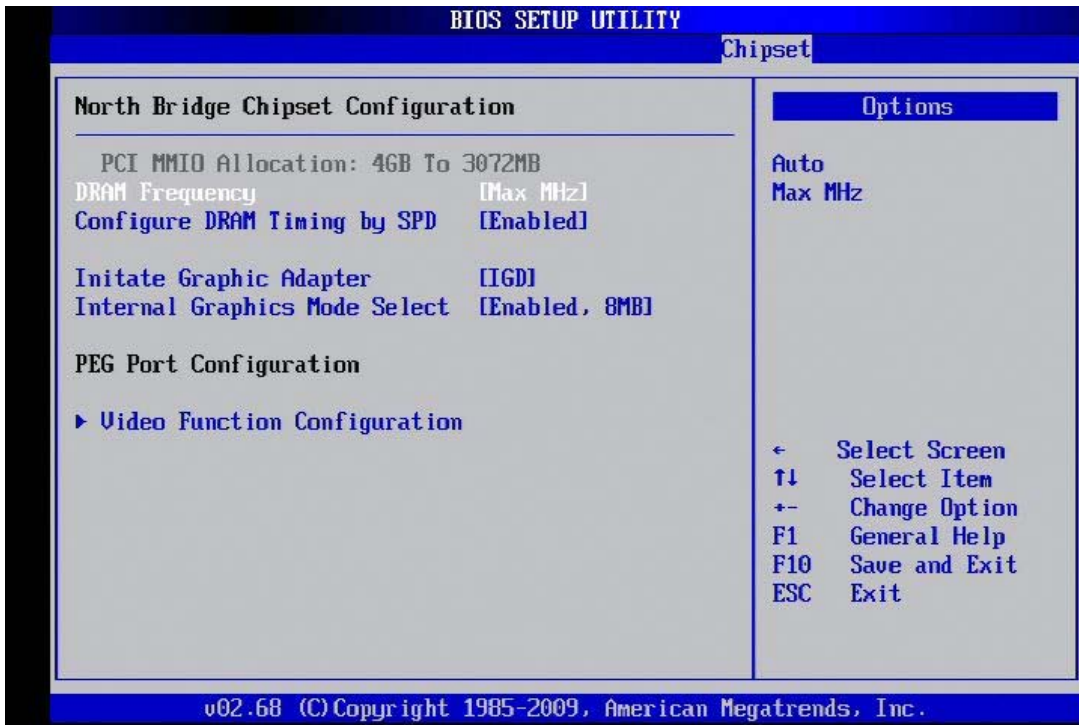 BIOS SETUP UTILITY
Chipset
North Bridge Chipset Configuration
PCI MMIO Allocation: 4GB To 3072MB
DRAM Frequency [Max MHz]
Configure DRAM Timing by SPD [Enabled]
Initate Graphic Adapter [IGD]
Internal Graphics Mode Select [Enabled, 8MB]
PEG Port Configuration
▶ Video Function Configuration
Options
Auto
Max MHz
← Select Screen
↑↓ Select Item
+- Change Option
F1 General Help
F10 Save and Exit
ESC Exit
v02.68 (C)Copyright 1985-2009, American Megatrends, Inc.